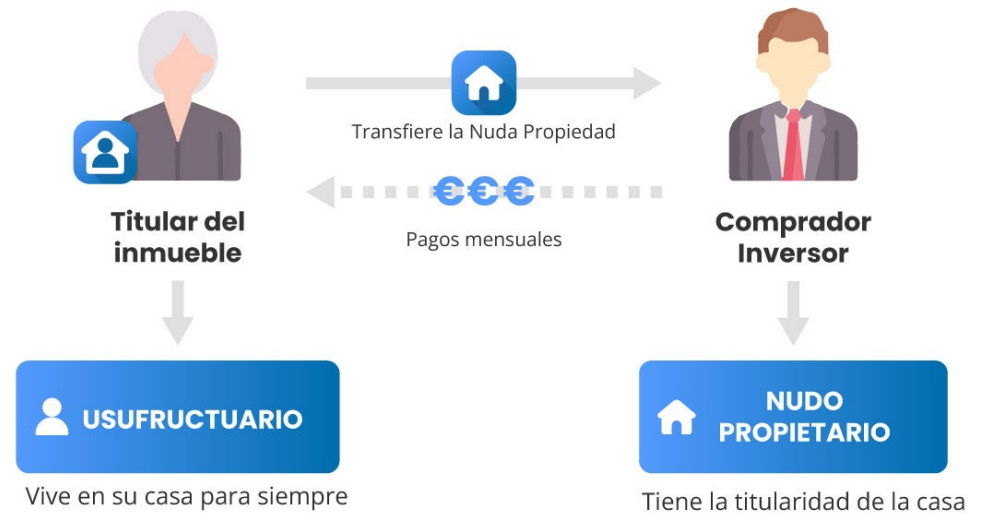 Transfiere la Nuda Propiedad
€€€
Pagos mensuales
Titular del
inmueble
Comprador
Inversor
USUFRUCTUARIO
NUDO
PROPIETARIO
Vive en su casa para siempre
Tiene la titularidad de la casa